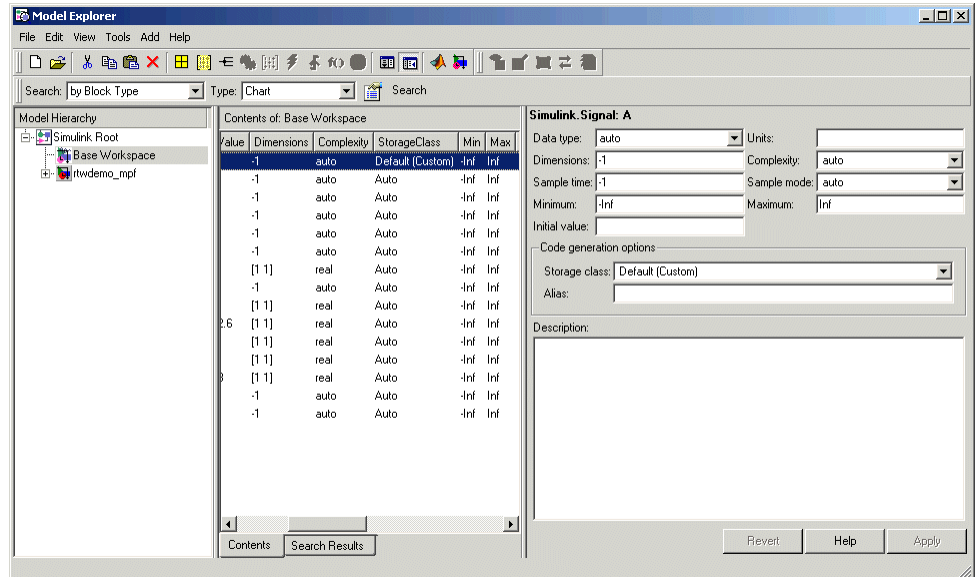 Model Explorer
File Edit View Tools Add Help
Search: by Block Type Type: Chart Search
Model Hierarchy
Simulink Root
Base Workspace
rtwdemo_mpf
Contents of: Base Workspace
Value Dimensions Complexity StorageClass Min Max
-1 auto Default (Custom) -Inf Inf
-1 auto Auto -Inf Inf
-1 auto Auto -Inf Inf
-1 auto Auto -Inf Inf
-1 auto Auto -Inf Inf
-1 auto Auto -Inf Inf
[1 1] real Auto -Inf Inf
-1 auto Auto -Inf Inf
[1 1] real Auto -Inf Inf
2.6 [1 1] real Auto -Inf Inf
[1 1] real Auto -Inf Inf
[1 1] real Auto -Inf Inf
[1 1] real Auto -Inf Inf
-1 auto Auto -Inf Inf
-1 auto Auto -Inf Inf
Contents Search Results
Simulink.Signal: A
Data type: auto Units:
Dimensions: -1 Complexity: auto
Sample time: -1 Sample mode: auto
Minimum: -Inf Maximum: Inf
Initial value:
Code generation options
Storage class: Default (Custom)
Alias:
Description:
Revert Help Apply